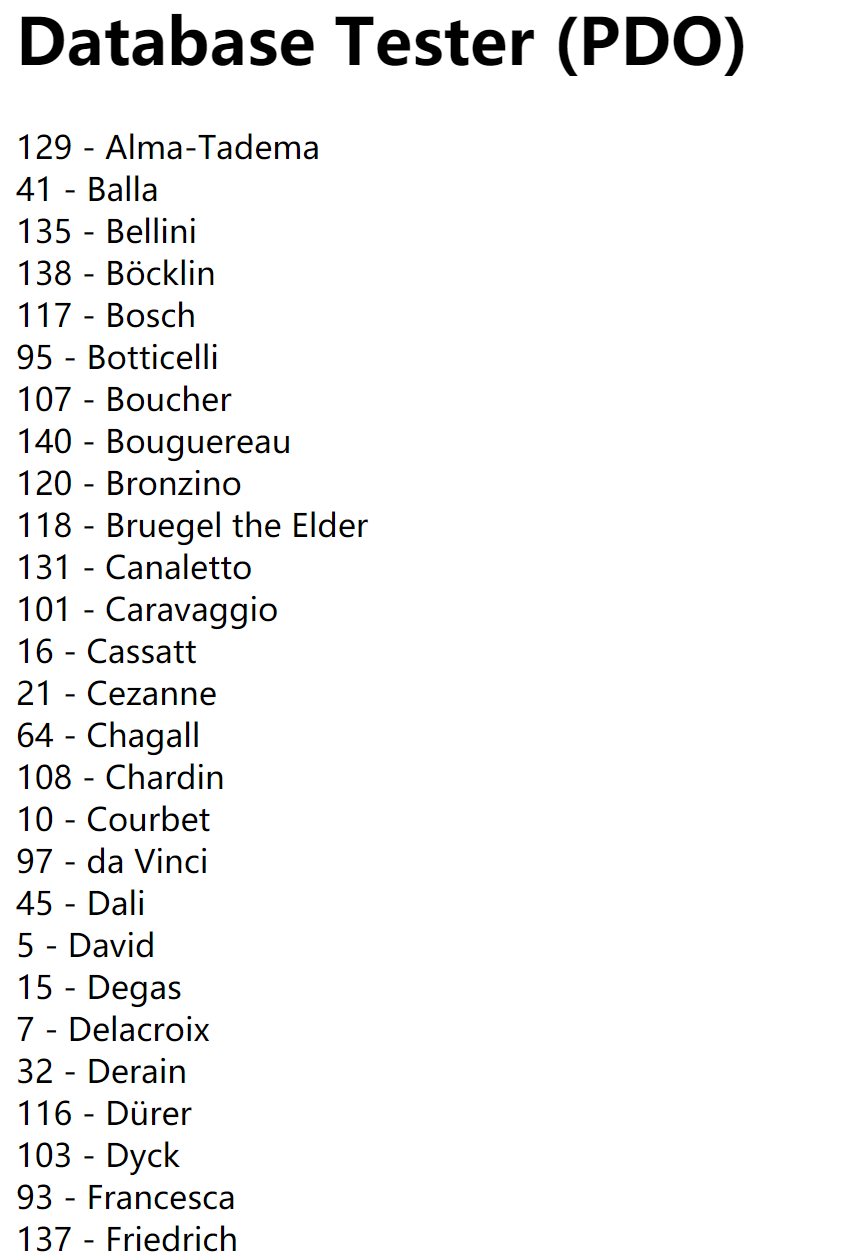 Database Tester (PDO)
129 - Alma-Tadema
41 - Balla
135 - Bellini
138 - Böcklin
117 - Bosch
95 - Botticelli
107 - Boucher
140 - Bouguereau
120 - Bronzino
118 - Bruegel the Elder
131 - Canaletto
101 - Caravaggio
16 - Cassatt
21 - Cezanne
64 - Chagall
108 - Chardin
10 - Courbet
97 - da Vinci
45 - Dali
5 - David
15 - Degas
7 - Delacroix
32 - Derain
116 - Dürer
103 - Dyck
93 - Francesca
137 - Friedrich